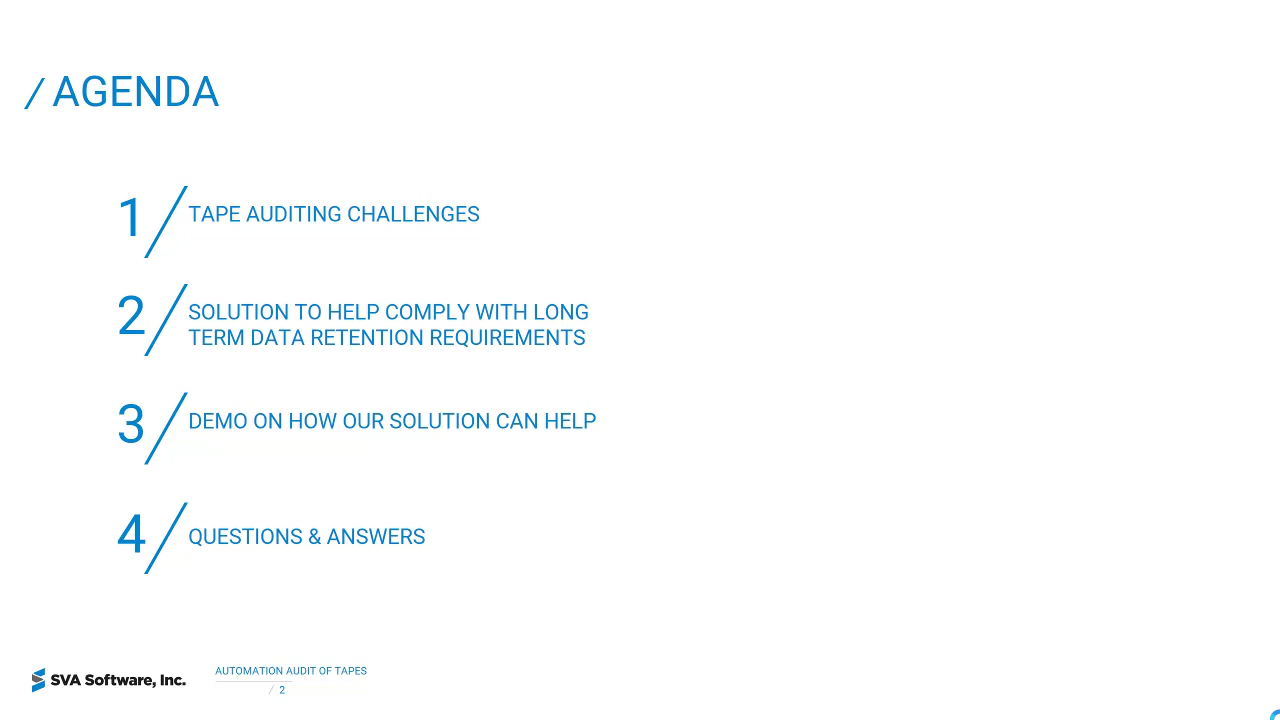 / AGENDA
1 / TAPE AUDITING CHALLENGES
2 / SOLUTION TO HELP COMPLY WITH LONG
TERM DATA RETENTION REQUIREMENTS
3 / DEMO ON HOW OUR SOLUTION CAN HELP
4 / QUESTIONS & ANSWERS
SVA Software, Inc.
AUTOMATION AUDIT OF TAPES
/ 2